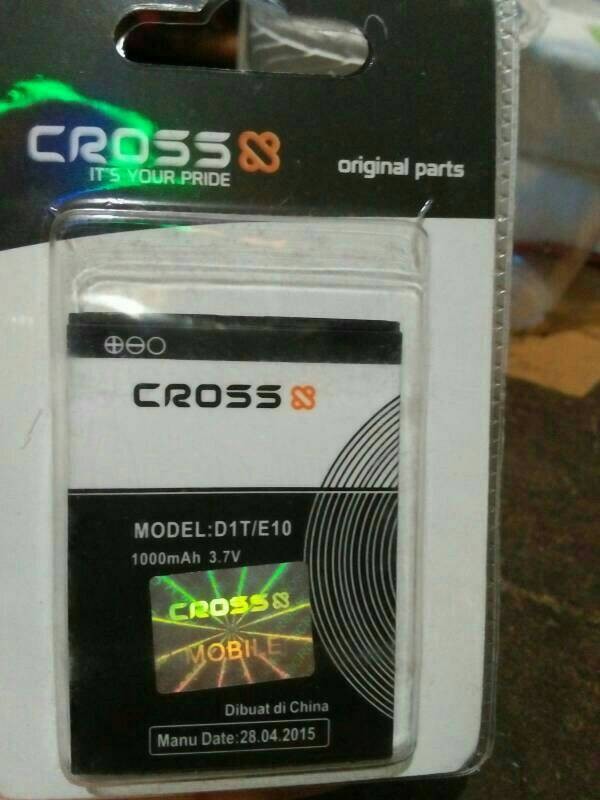 CROSS
IT'S YOUR PRIDE
original parts
CROSS
MODEL:D1T/E10
1000mAh 3.7V
CROSS
MOBILE
Dibuat di China
Manu Date:28.04.2015